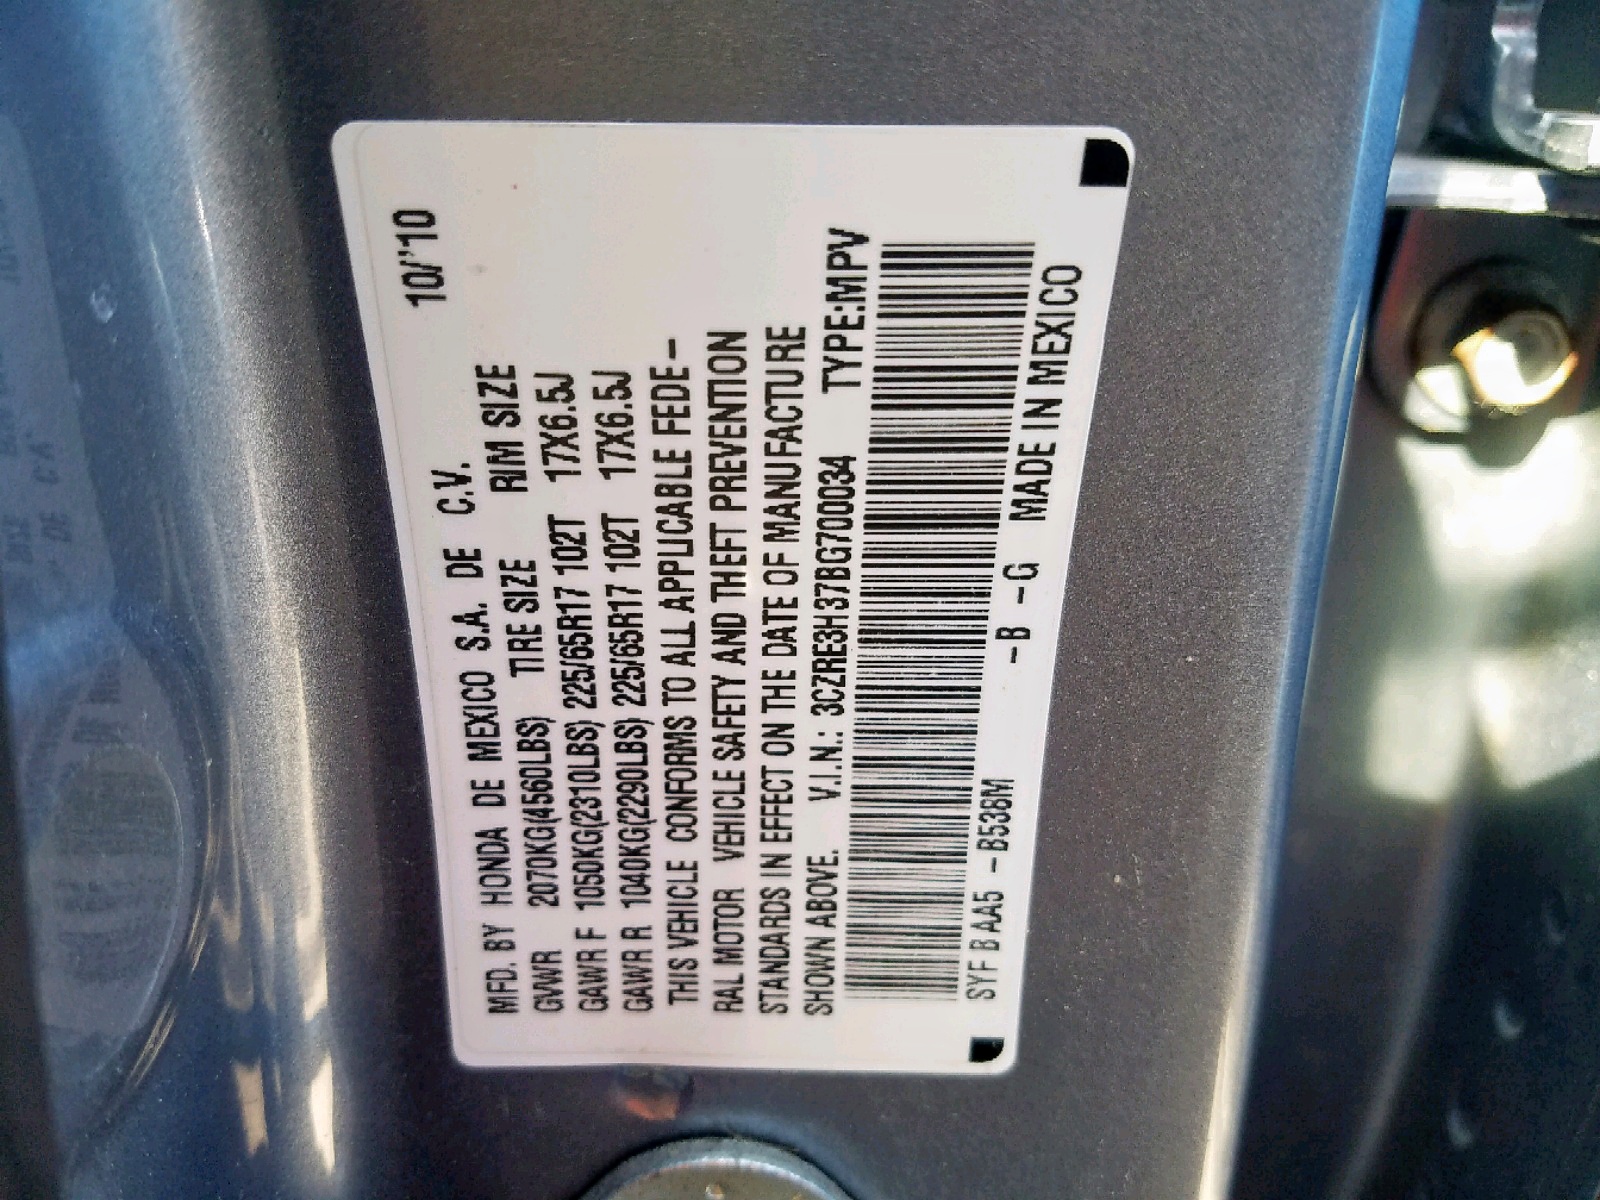 MFD. BY HONDA DE MEXICO S.A. DE C.V. 10/'10
GVWR 2070KG(4560LBS) TIRE SIZE RIM SIZE
GAWR F 1050KG(2310LBS) 225/65R17 102T 17X6.5J
GAWR R 1040KG(2290LBS) 225/65R17 102T 17X6.5J
THIS VEHICLE CONFORMS TO ALL APPLICABLE FEDE-
RAL MOTOR VEHICLE SAFETY AND THEFT PREVENTION
STANDARDS IN EFFECT ON THE DATE OF MANUFACTURE
SHOWN ABOVE. V.I.N.: 3CZRE3H37BG700034 TYPE:MPV
SYF B AA5 -B538M -B -G MADE IN MEXICO